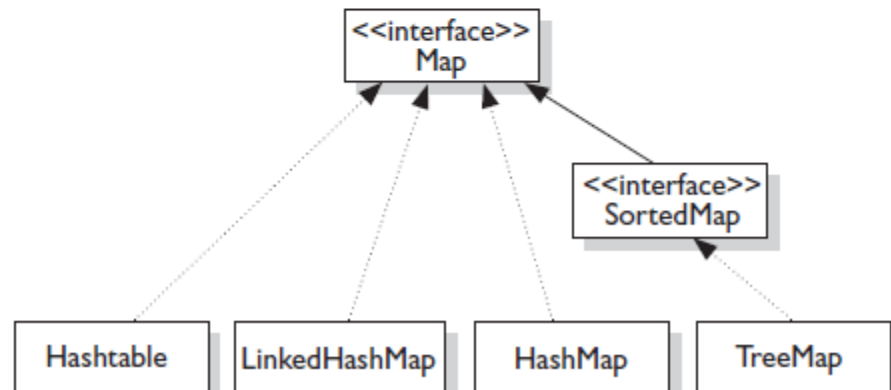 <<interface>>
Map
<<interface>>
SortedMap
Hashtable
LinkedHashMap
HashMap
TreeMap